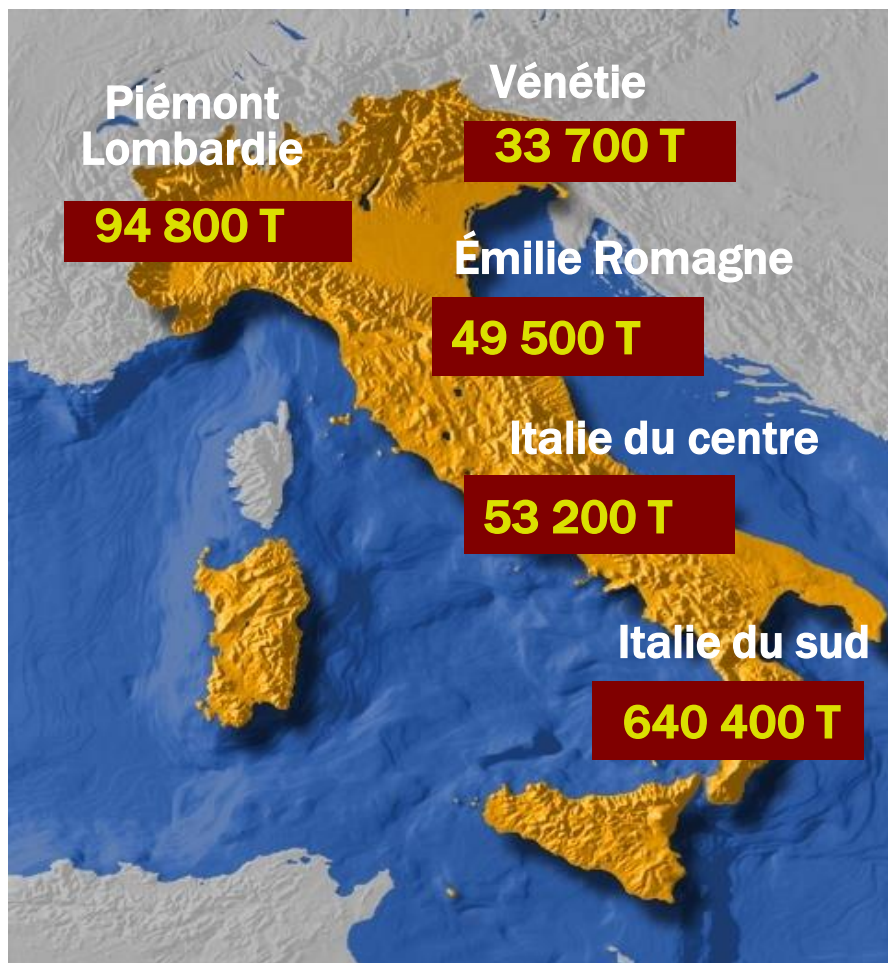 Piémont
Lombardie
94 800 T
Vénétie
33 700 T
Émilie Romagne
49 500 T
Italie du centre
53 200 T
Italie du sud
640 400 T